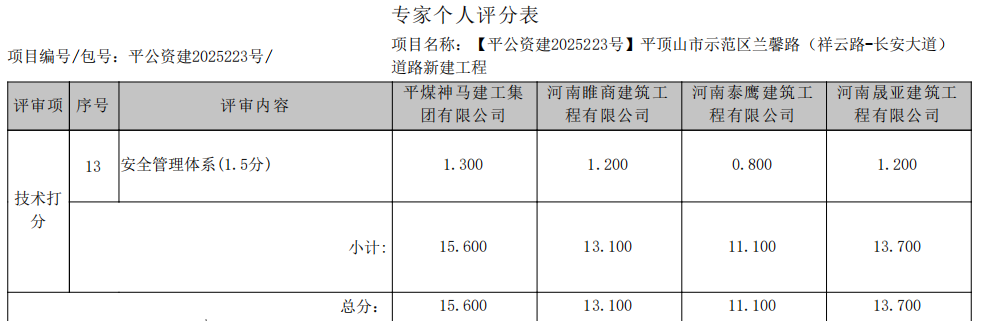 专家个人评分表
项目编号/包号: 平公资建2025223号/
项目名称: 【平公资建2025223号】平顶山市示范区兰馨路（祥云路-长安大道）
道路新建工程
评审项 序号 评审内容 平煤神马建工集团有限公司 河南睢商建筑工程有限公司 河南泰鹰建筑工程有限公司 河南晟亚建筑工程有限公司
技术打分 13 安全管理体系(1.5分) 1.300 1.200 0.800 1.200
小计: 15.600 13.100 11.100 13.700
总分: 15.600 13.100 11.100 13.700